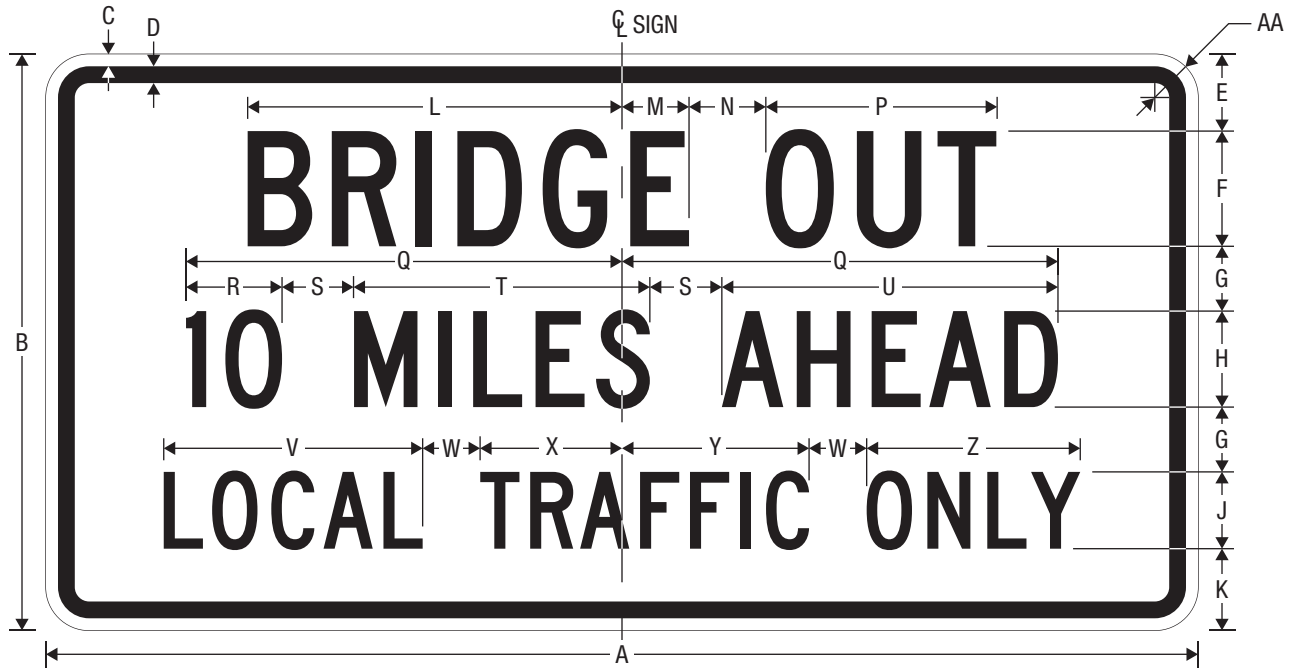 C D ℄ SIGN AA
L M N P E
BRIDGE OUT F
Q Q G
R S T S U
B 10 MILES AHEAD H
V W X Y W Z G
LOCAL TRAFFIC ONLY J
K
A